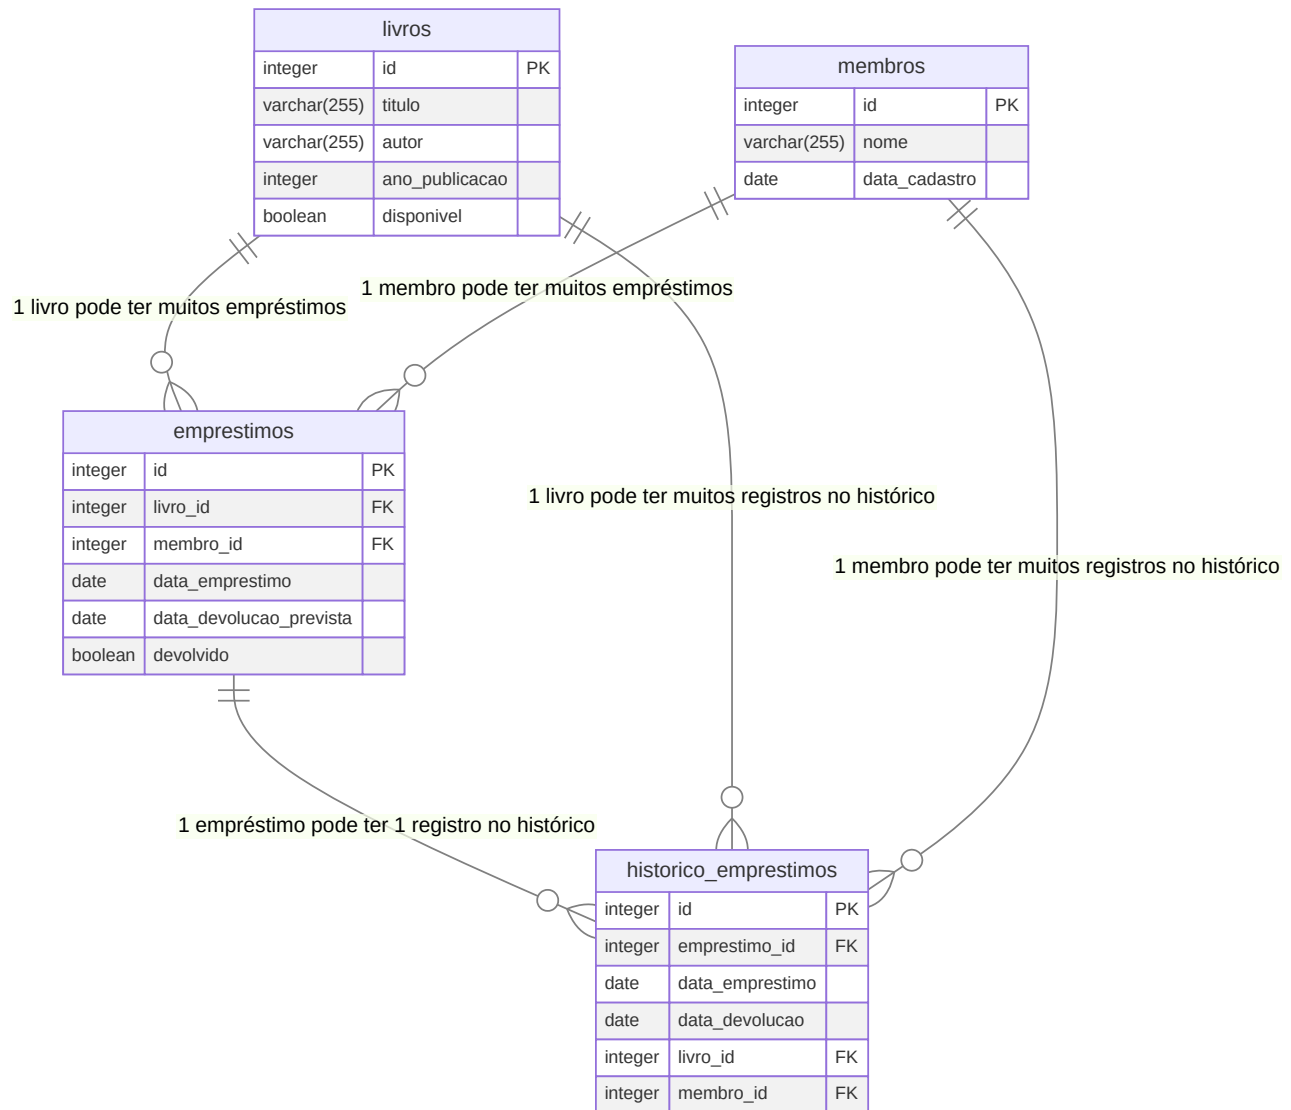 livros
integer id PK
varchar(255) titulo
varchar(255) autor
integer ano_publicacao
boolean disponivel
membros
integer id PK
varchar(255) nome
date data_cadastro
1 livro pode ter muitos empréstimos
1 membro pode ter muitos empréstimos
emprestimos
integer id PK
integer livro_id FK
integer membro_id FK
date data_emprestimo
date data_devolucao_prevista
boolean devolvido
1 livro pode ter muitos registros no histórico
1 membro pode ter muitos registros no histórico
1 empréstimo pode ter 1 registro no histórico
historico_emprestimos
integer id PK
integer emprestimo_id FK
date data_emprestimo
date data_devolucao
integer livro_id FK
integer membro_id FK